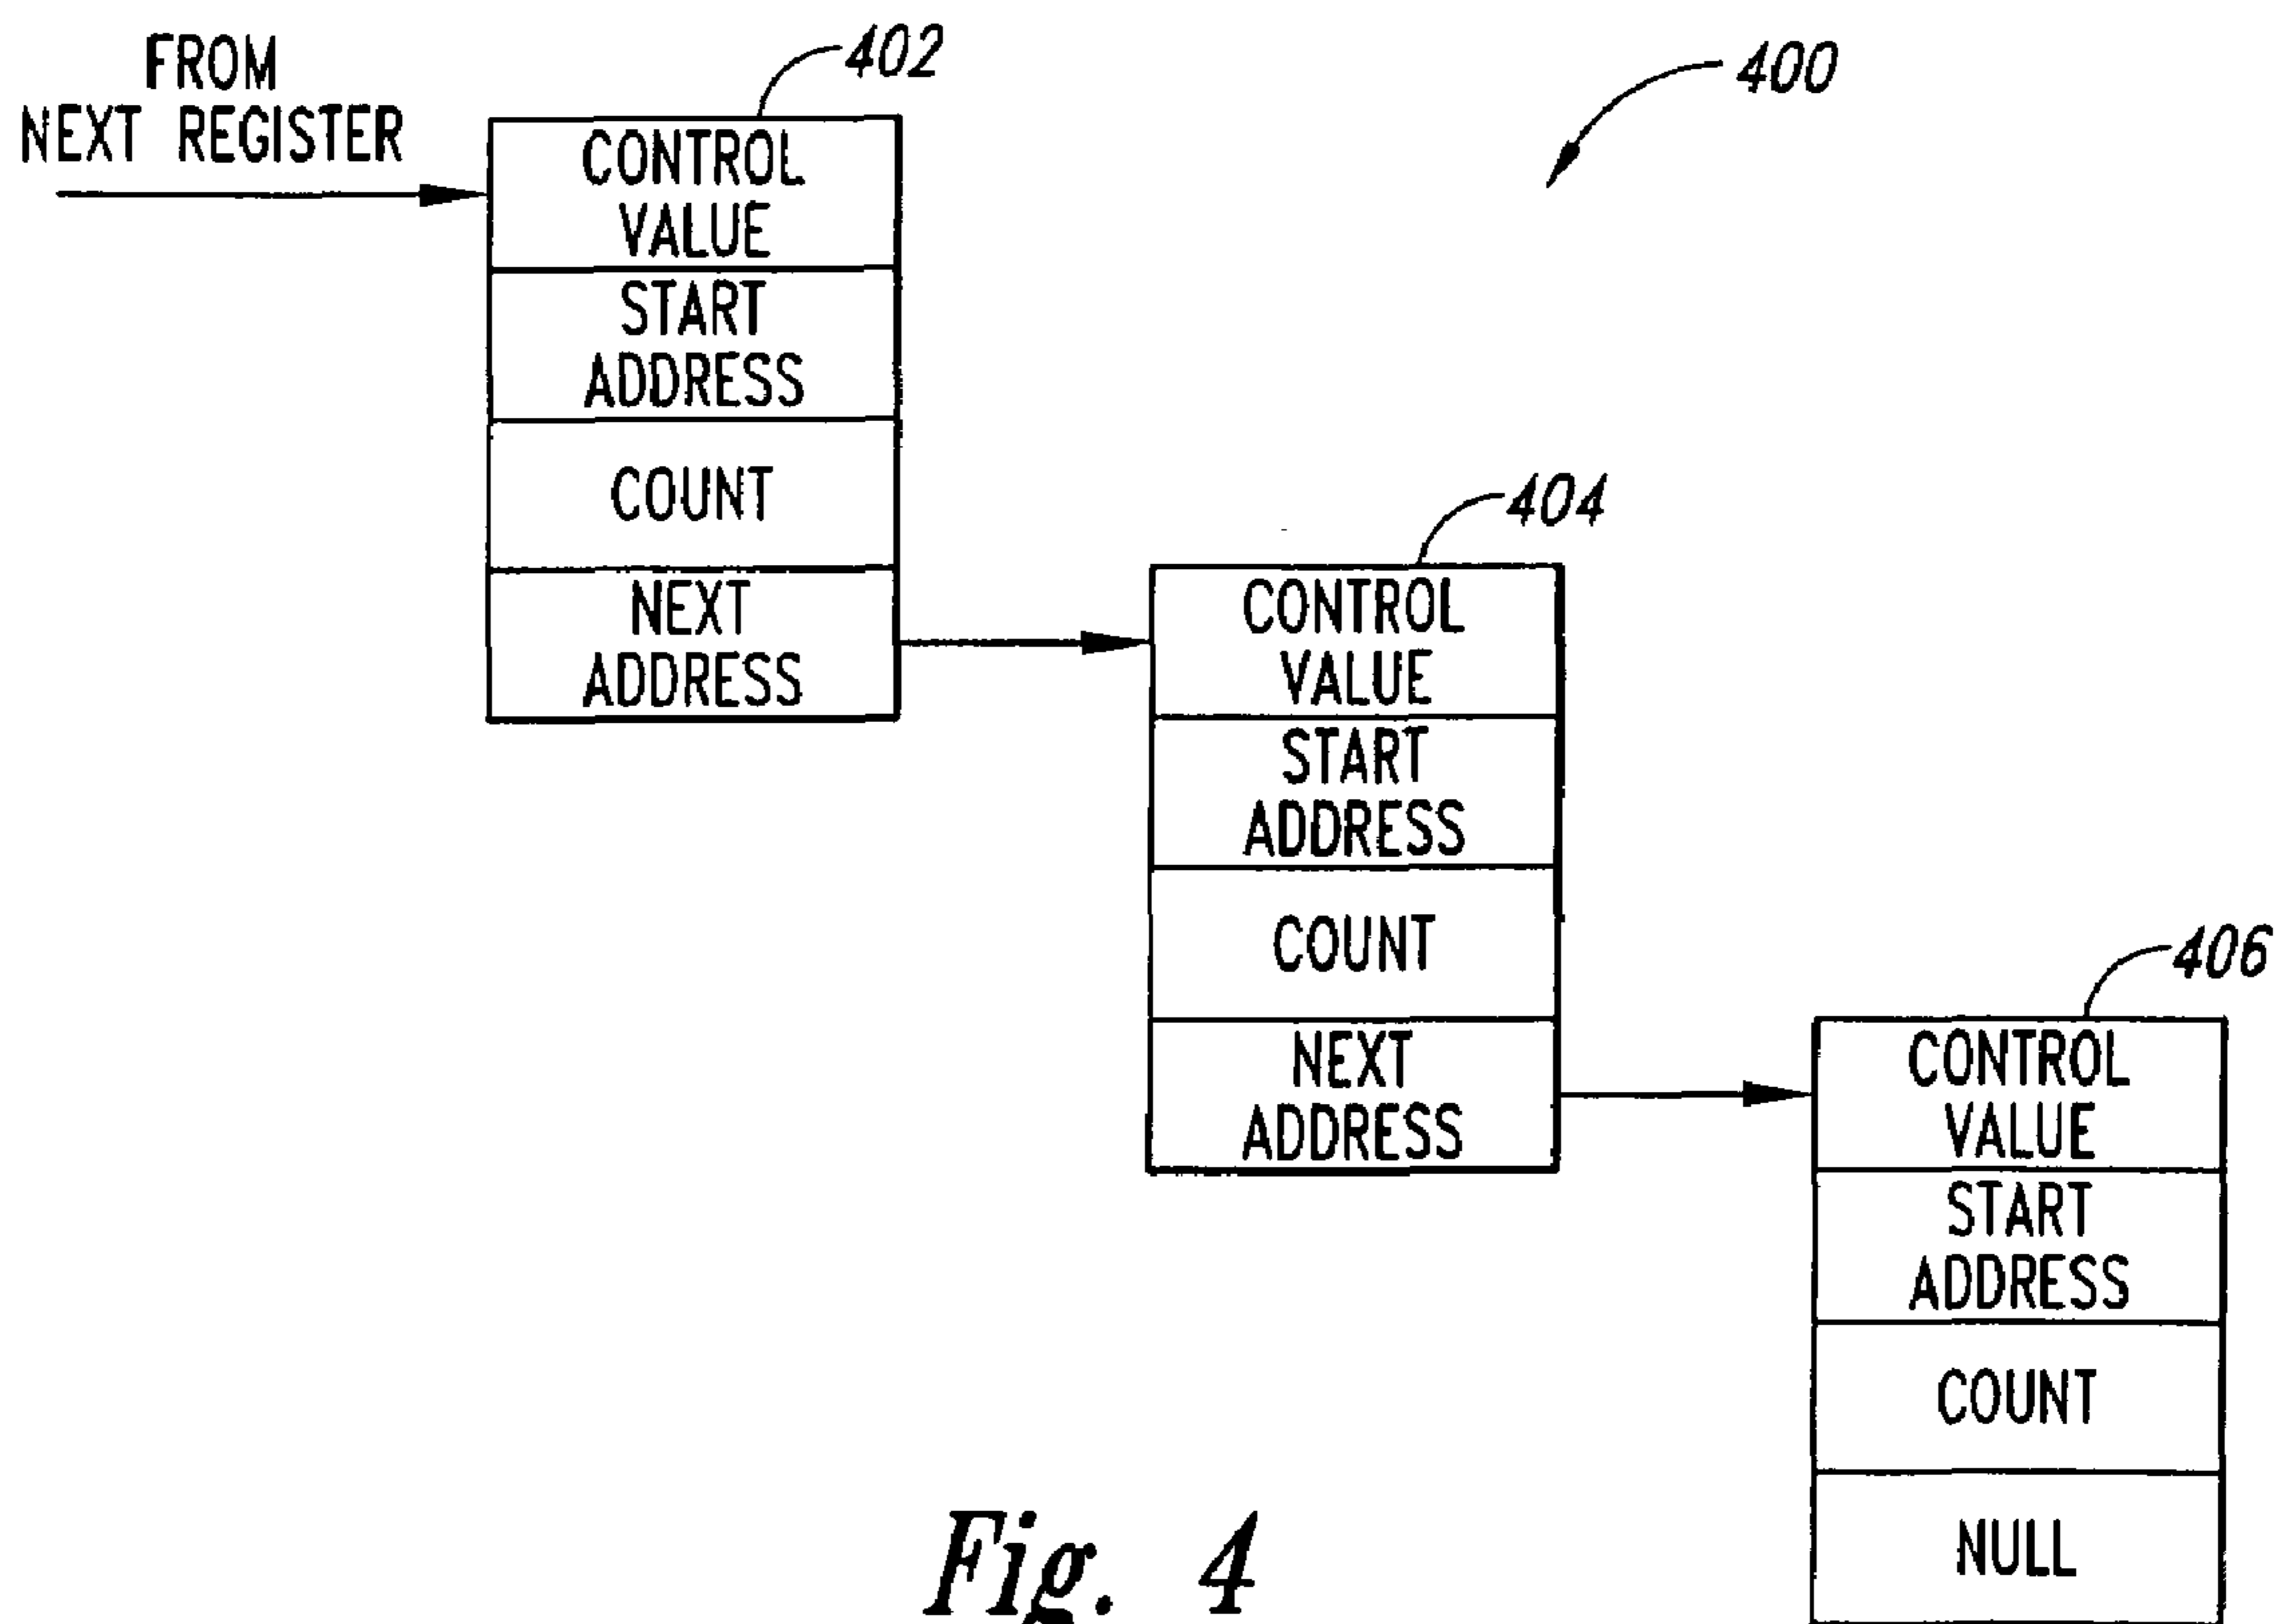 FROM
NEXT REGISTER
402
400
CONTROL
VALUE
START
ADDRESS
COUNT
NEXT
ADDRESS
404
CONTROL
VALUE
START
ADDRESS
COUNT
NEXT
ADDRESS
406
CONTROL
VALUE
START
ADDRESS
COUNT
NULL
Fig. 4